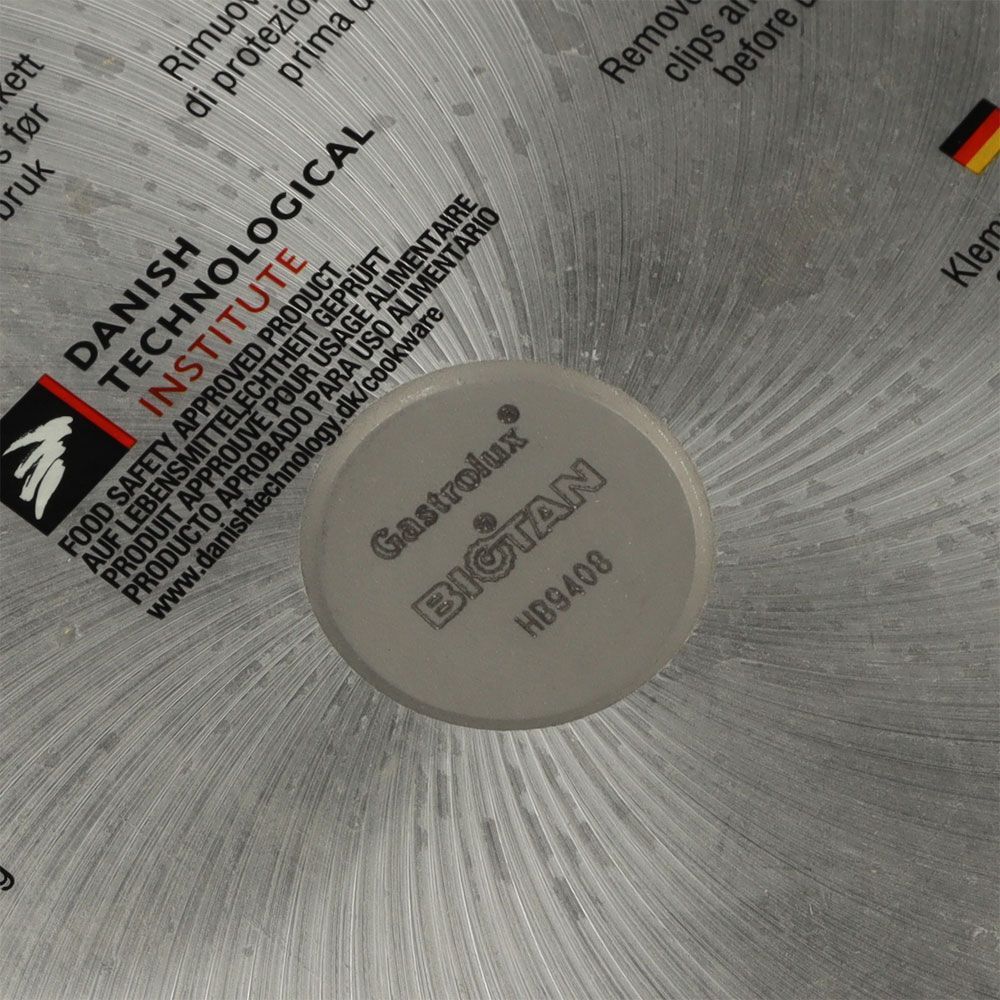 Rimuov
di protezio
prima d
Remove
clips an
before
kett
s før
bruk
DANISH
TECHNOLOGICAL
INSTITUTE
FOOD SAFETY APPROVED PRODUCT
AUF LEBENSMITTELECHTHEIT GEPRÜFT
PRODUIT APPROUVE POUR USAGE ALIMENTAIRE
PRODUCTO APROBADO PARA USO ALIMENTARIO
www.danishtechnology.dk/cookware
Klem
Gastrolux®
BIOTAN®
HB9408
g